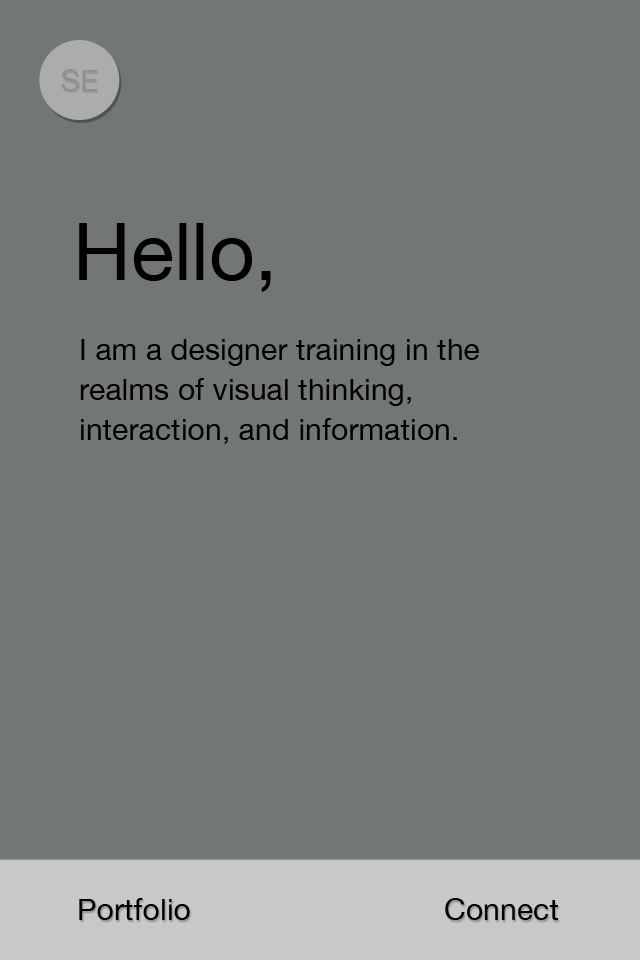 SE
Hello,
I am a designer training in the
realms of visual thinking,
interaction, and information.
Portfolio
Connect